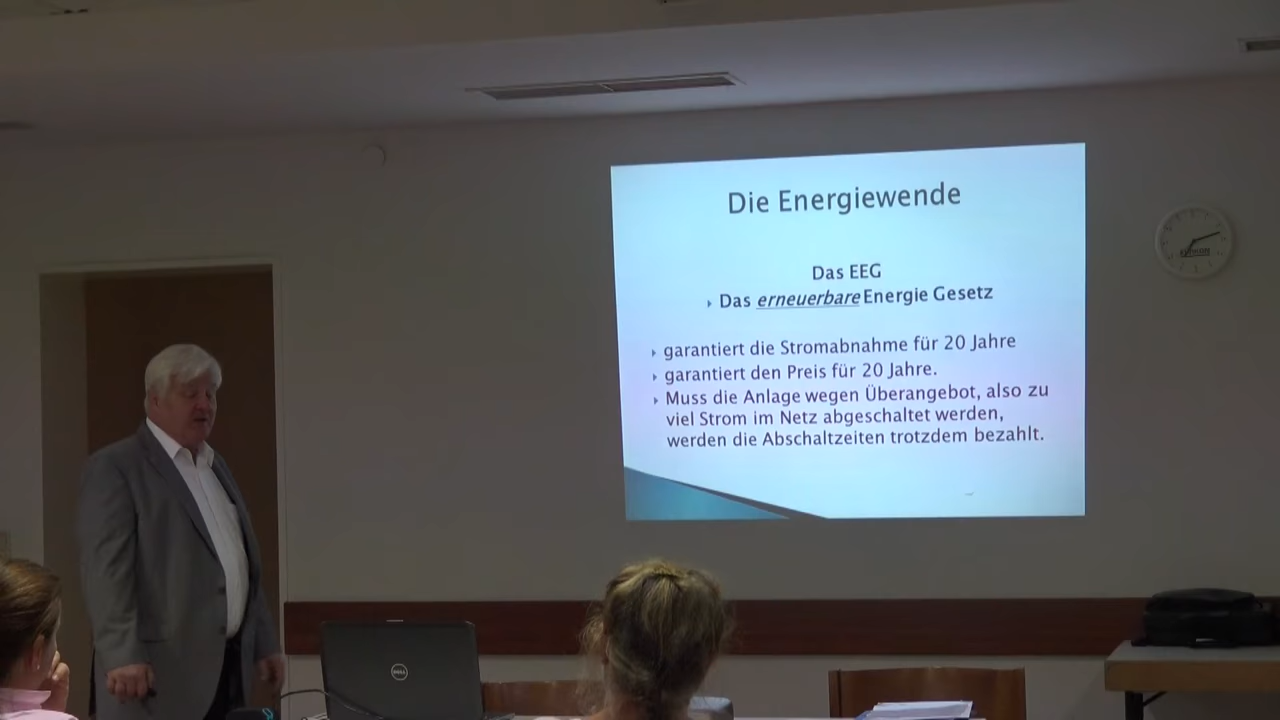 Die Energiewende
Das EEG
Das erneuerbare Energie Gesetz
garantiert die Stromabnahme für 20 Jahre
garantiert den Preis für 20 Jahre.
Muss die Anlage wegen Überangebot, also zu
viel Strom im Netz abgeschaltet werden,
werden die Abschaltzeiten trotzdem bezahlt.
DELL